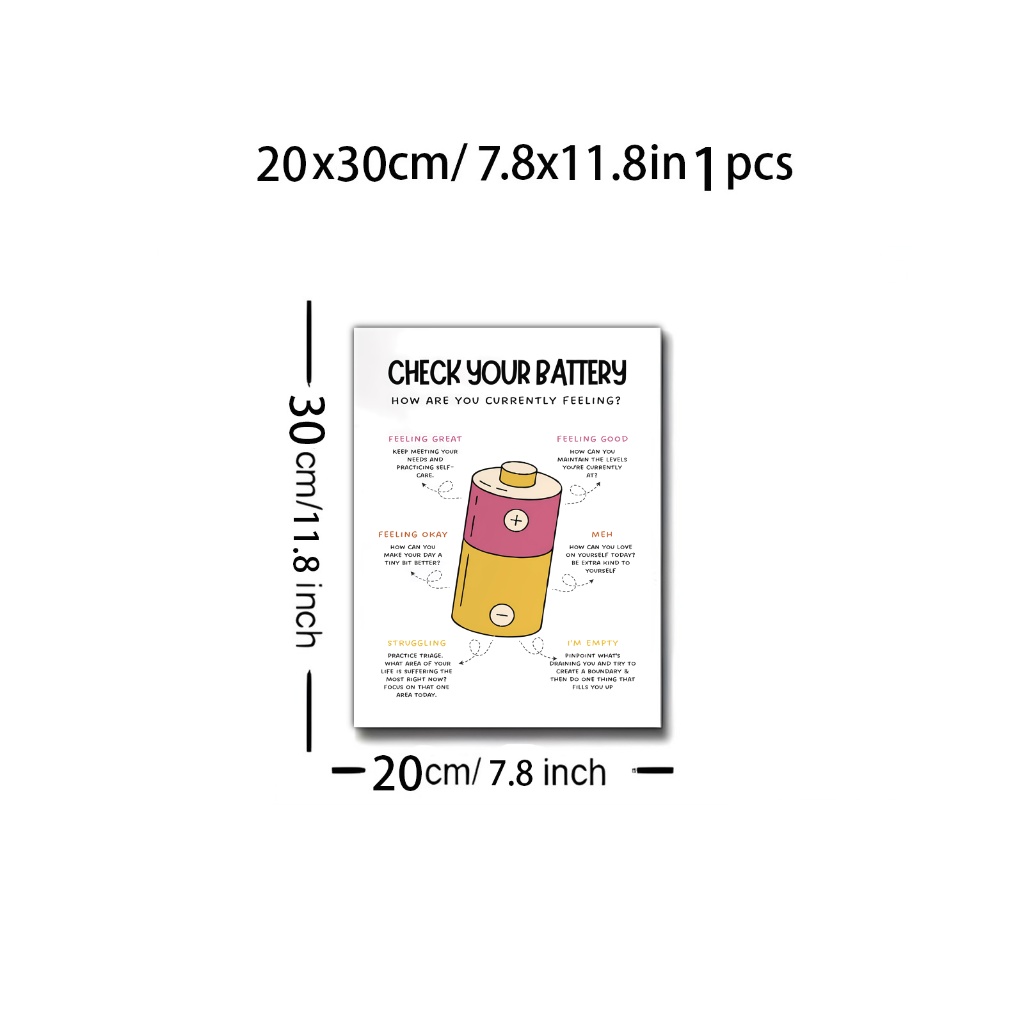 20x30cm/ 7.8x11.8in 1 pcs
CHECK YOUR BATTERY
HOW ARE YOU CURRENTLY FEELING?
FEELING GREAT
KEEP MEETING YOUR
NEEDS AND
PRACTICING SELF-
CARE.
FEELING GOOD
HOW CAN YOU
MAINTAIN THE LEVELS
YOU'RE CURRENTLY
AT?
+
FEELING OKAY
HOW CAN YOU
MAKE YOUR DAY A
TINY BIT BETTER?
MEH
HOW CAN YOU LOVE
ON YOURSELF TODAY?
BE EXTRA KIND TO
YOURSELF
−
STRUGGLING
PRACTICE TRIAGE.
WHAT AREA OF YOUR
LIFE IS SUFFERING THE
MOST RIGHT NOW?
FOCUS ON THAT ONE
AREA TODAY.
I'M EMPTY
PINPOINT WHAT'S
DRAINING YOU AND TRY TO
CREATE A BOUNDARY &
THEN DO ONE THING THAT
FILLS YOU UP
30 cm/11.8 inch
20cm/ 7.8 inch